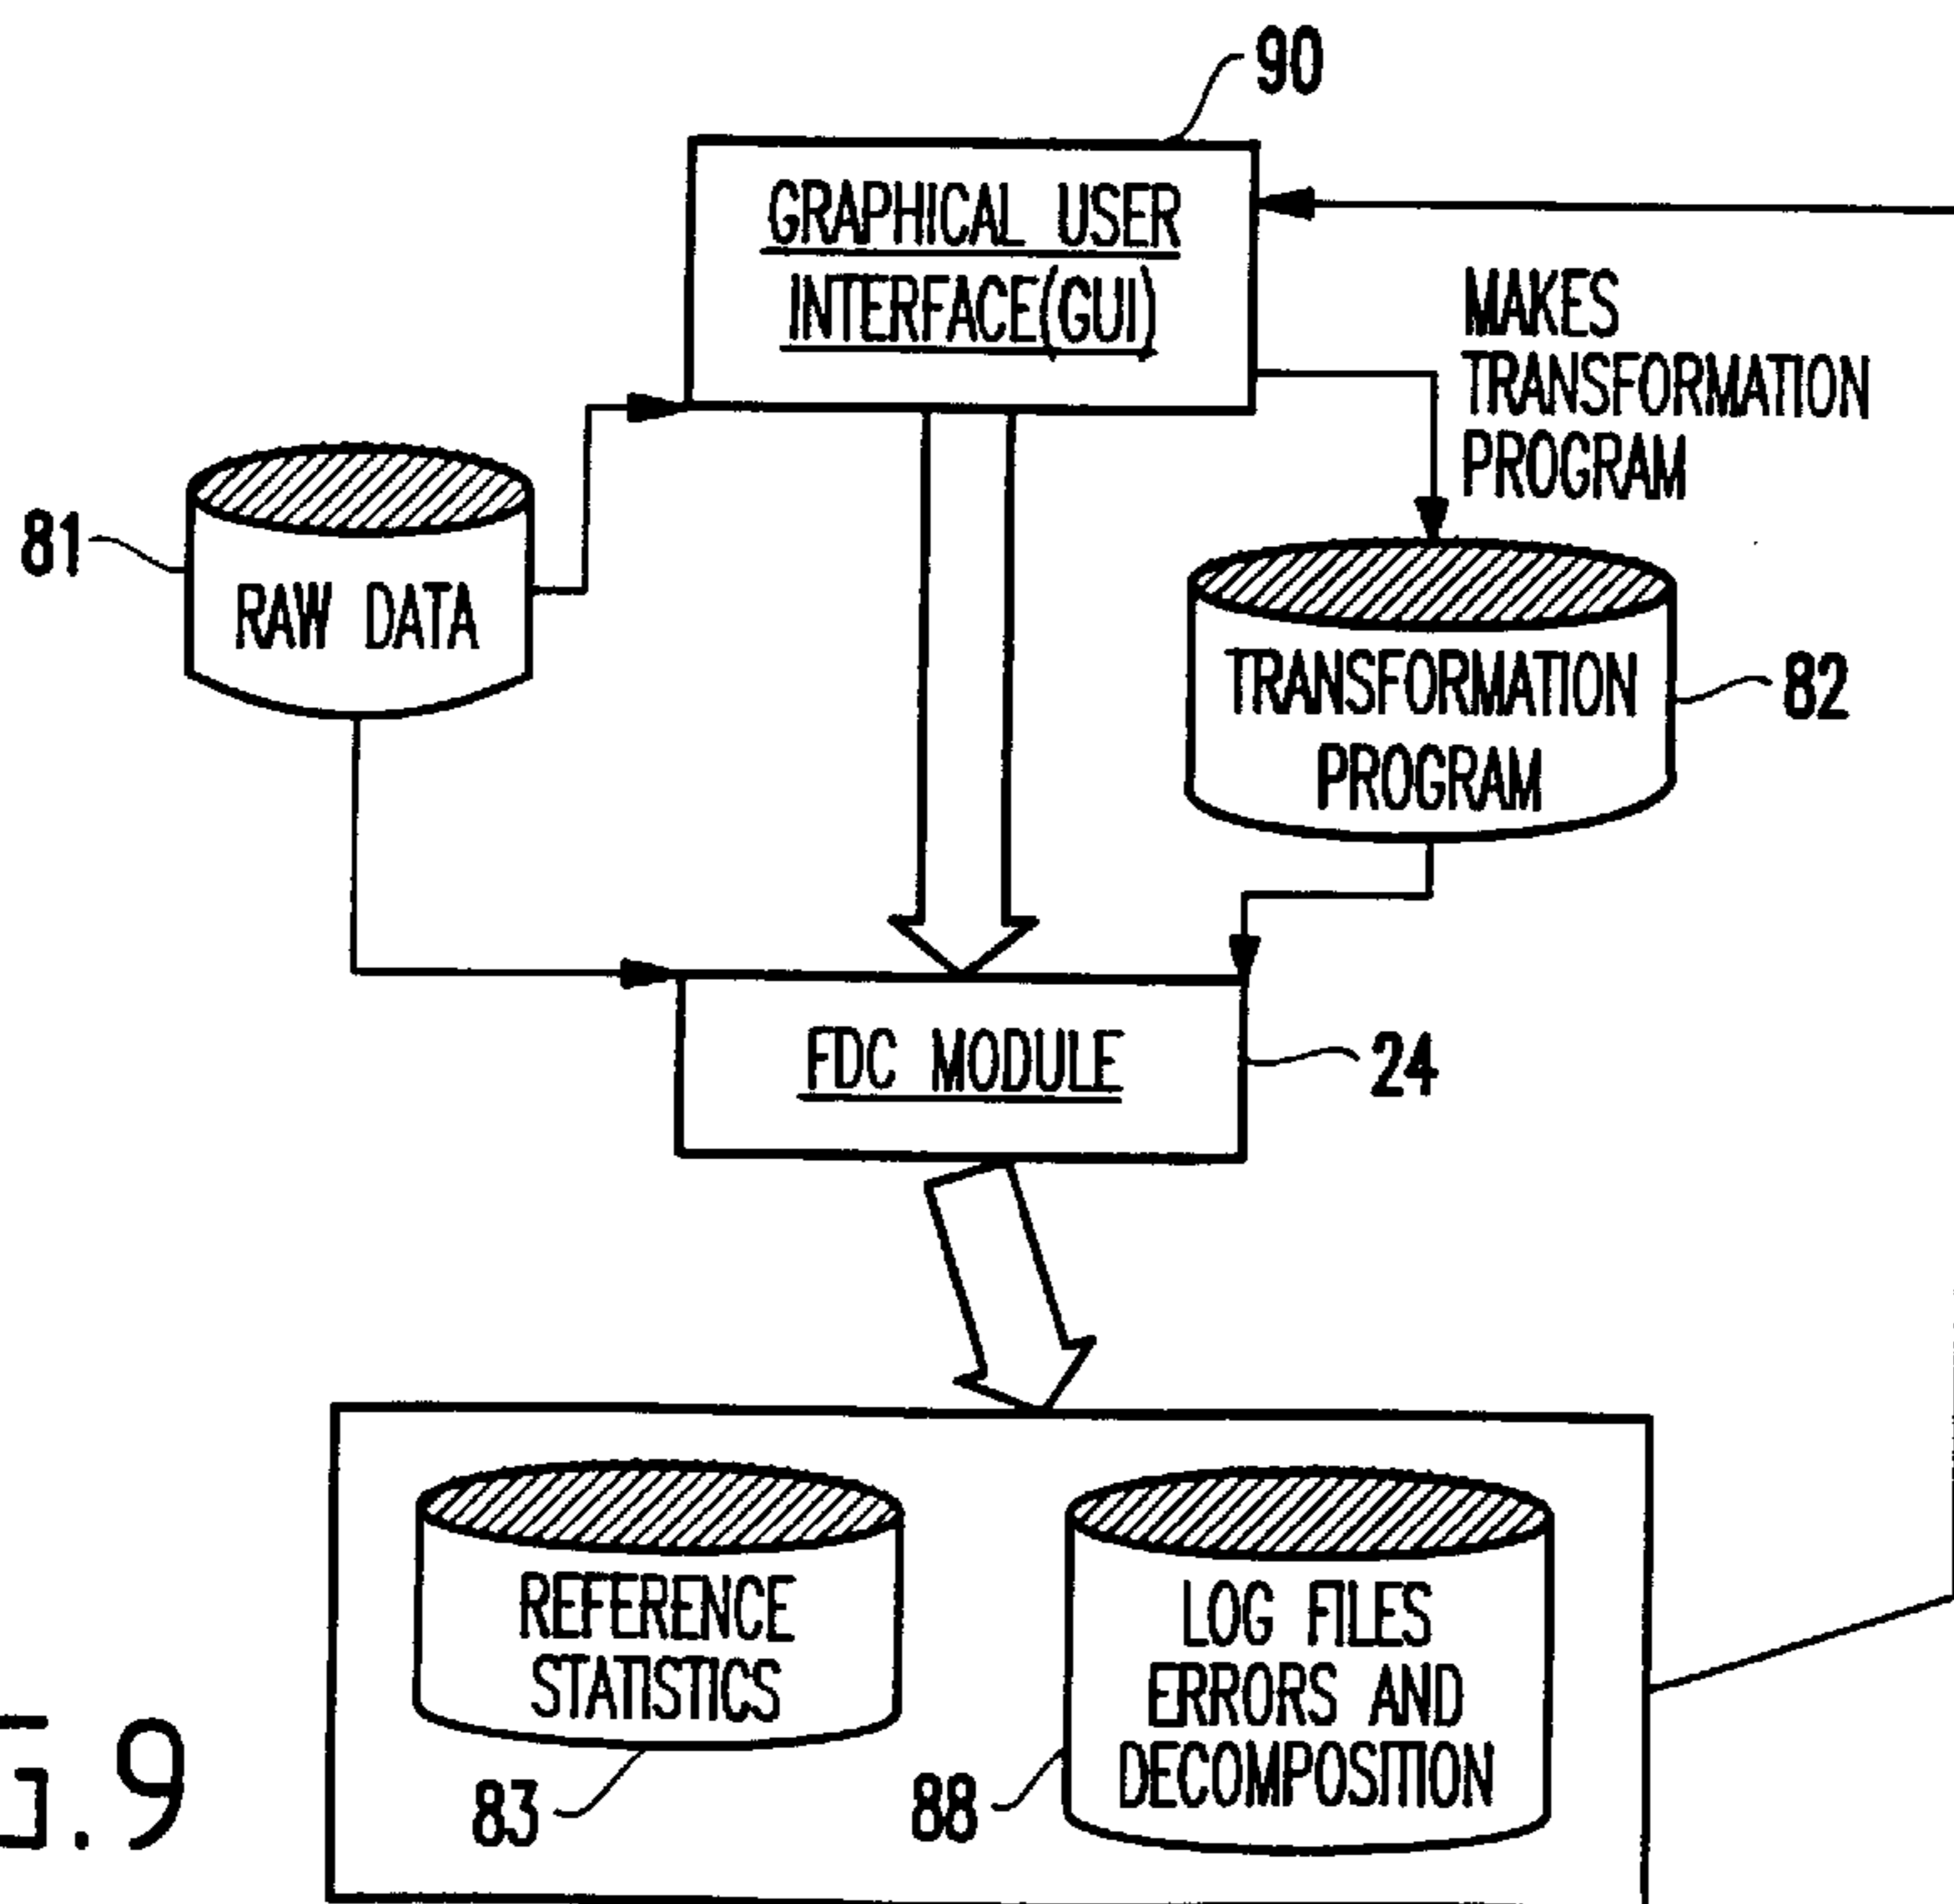 90
GRAPHICAL USER
INTERFACE(GUI)
MAKES
TRANSFORMATION
PROGRAM
81
RAW DATA
TRANSFORMATION
PROGRAM
82
FDC MODULE
24
REFERENCE
STATISTICS
83
LOG FILES
ERRORS AND
DECOMPOSITION
88
G.9